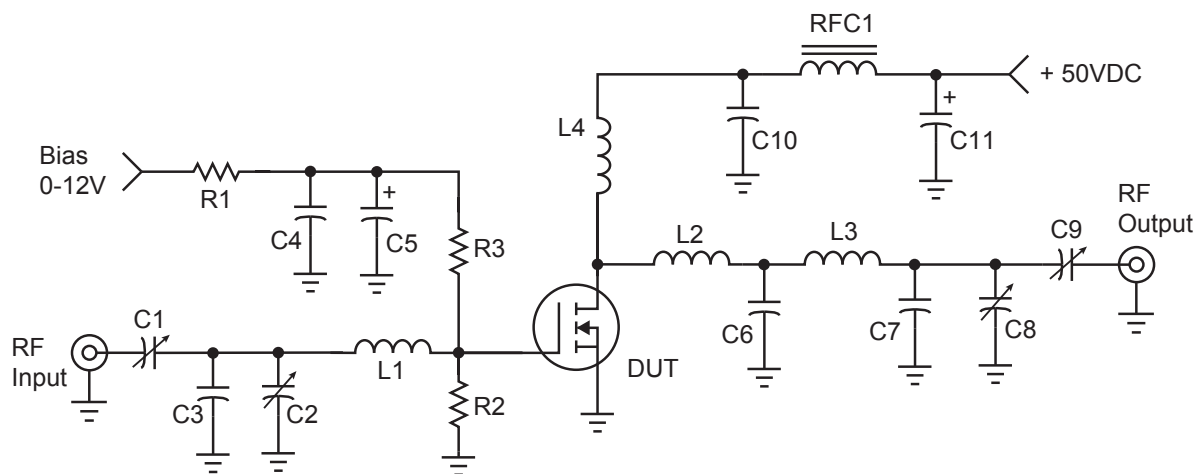 RFC1
+ 50VDC
L4
C10
+
C11
Bias
0-12V
R1
C4
+
C5
R3
L2
L3
C9
RF
Output
C6
C7
C8
DUT
C1
RF
Input
L1
C3
C2
R2